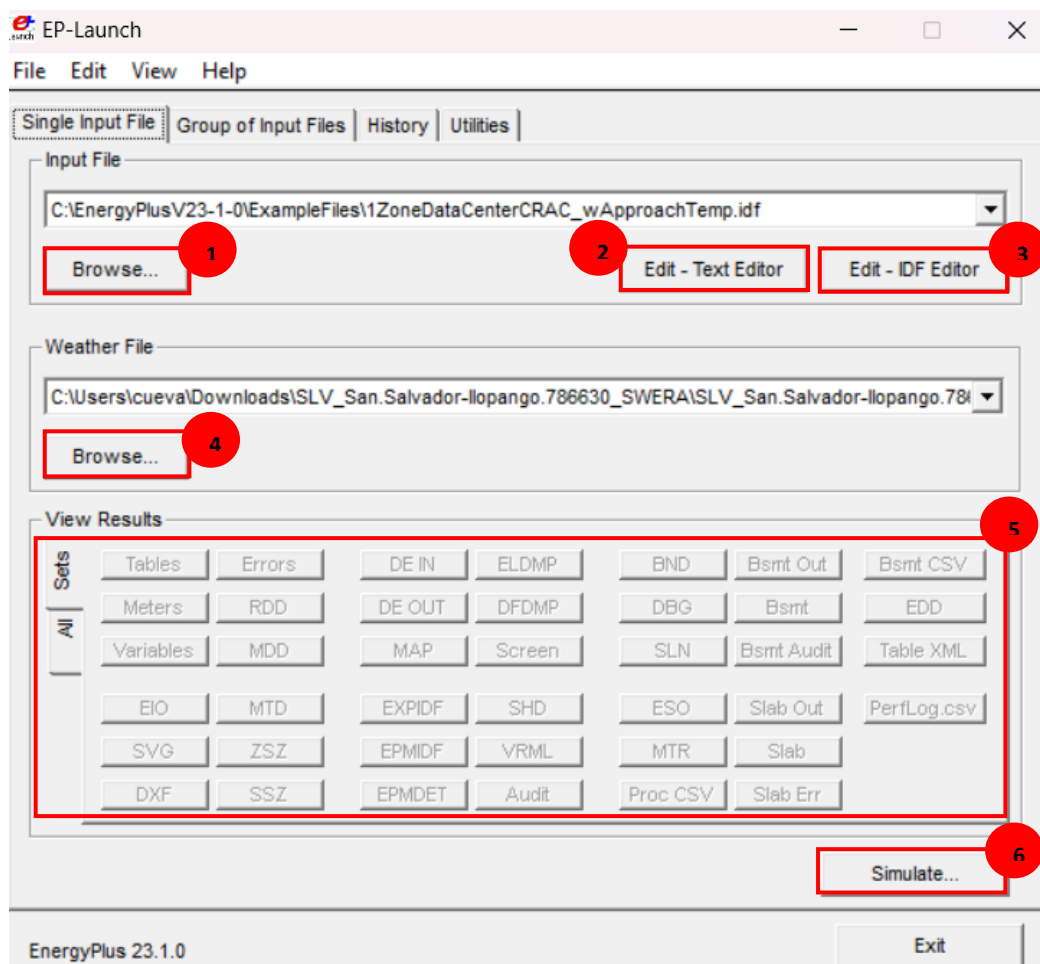 EP-Launch
File Edit View Help
Single Input File Group of Input Files History Utilities
Input File
C:\EnergyPlusV23-1-0\ExampleFiles\1ZoneDataCenterCRAC_wApproachTemp.idf
1 2 3
Browse... Edit - Text Editor Edit - IDF Editor
Weather File
C:\Users\cueva\Downloads\SLV_San.Salvador-Ilopango.786630_SWERA\SLV_San.Salvador-Ilopango.786
4
Browse...
View Results
5
Sets
All
Tables Errors DE IN ELDMP BND Bsmt Out Bsmt CSV
Meters RDD DE OUT DFDMP DBG Bsmt EDD
Variables MDD MAP Screen SLN Bsmt Audit Table XML
EIO MTD EXPIDF SHD ESO Slab Out PerfLog.csv
SVG ZSZ EPMIDF VRML MTR Slab
DXF SSZ EPMDET Audit Proc CSV Slab Err
6
Simulate...
EnergyPlus 23.1.0 Exit